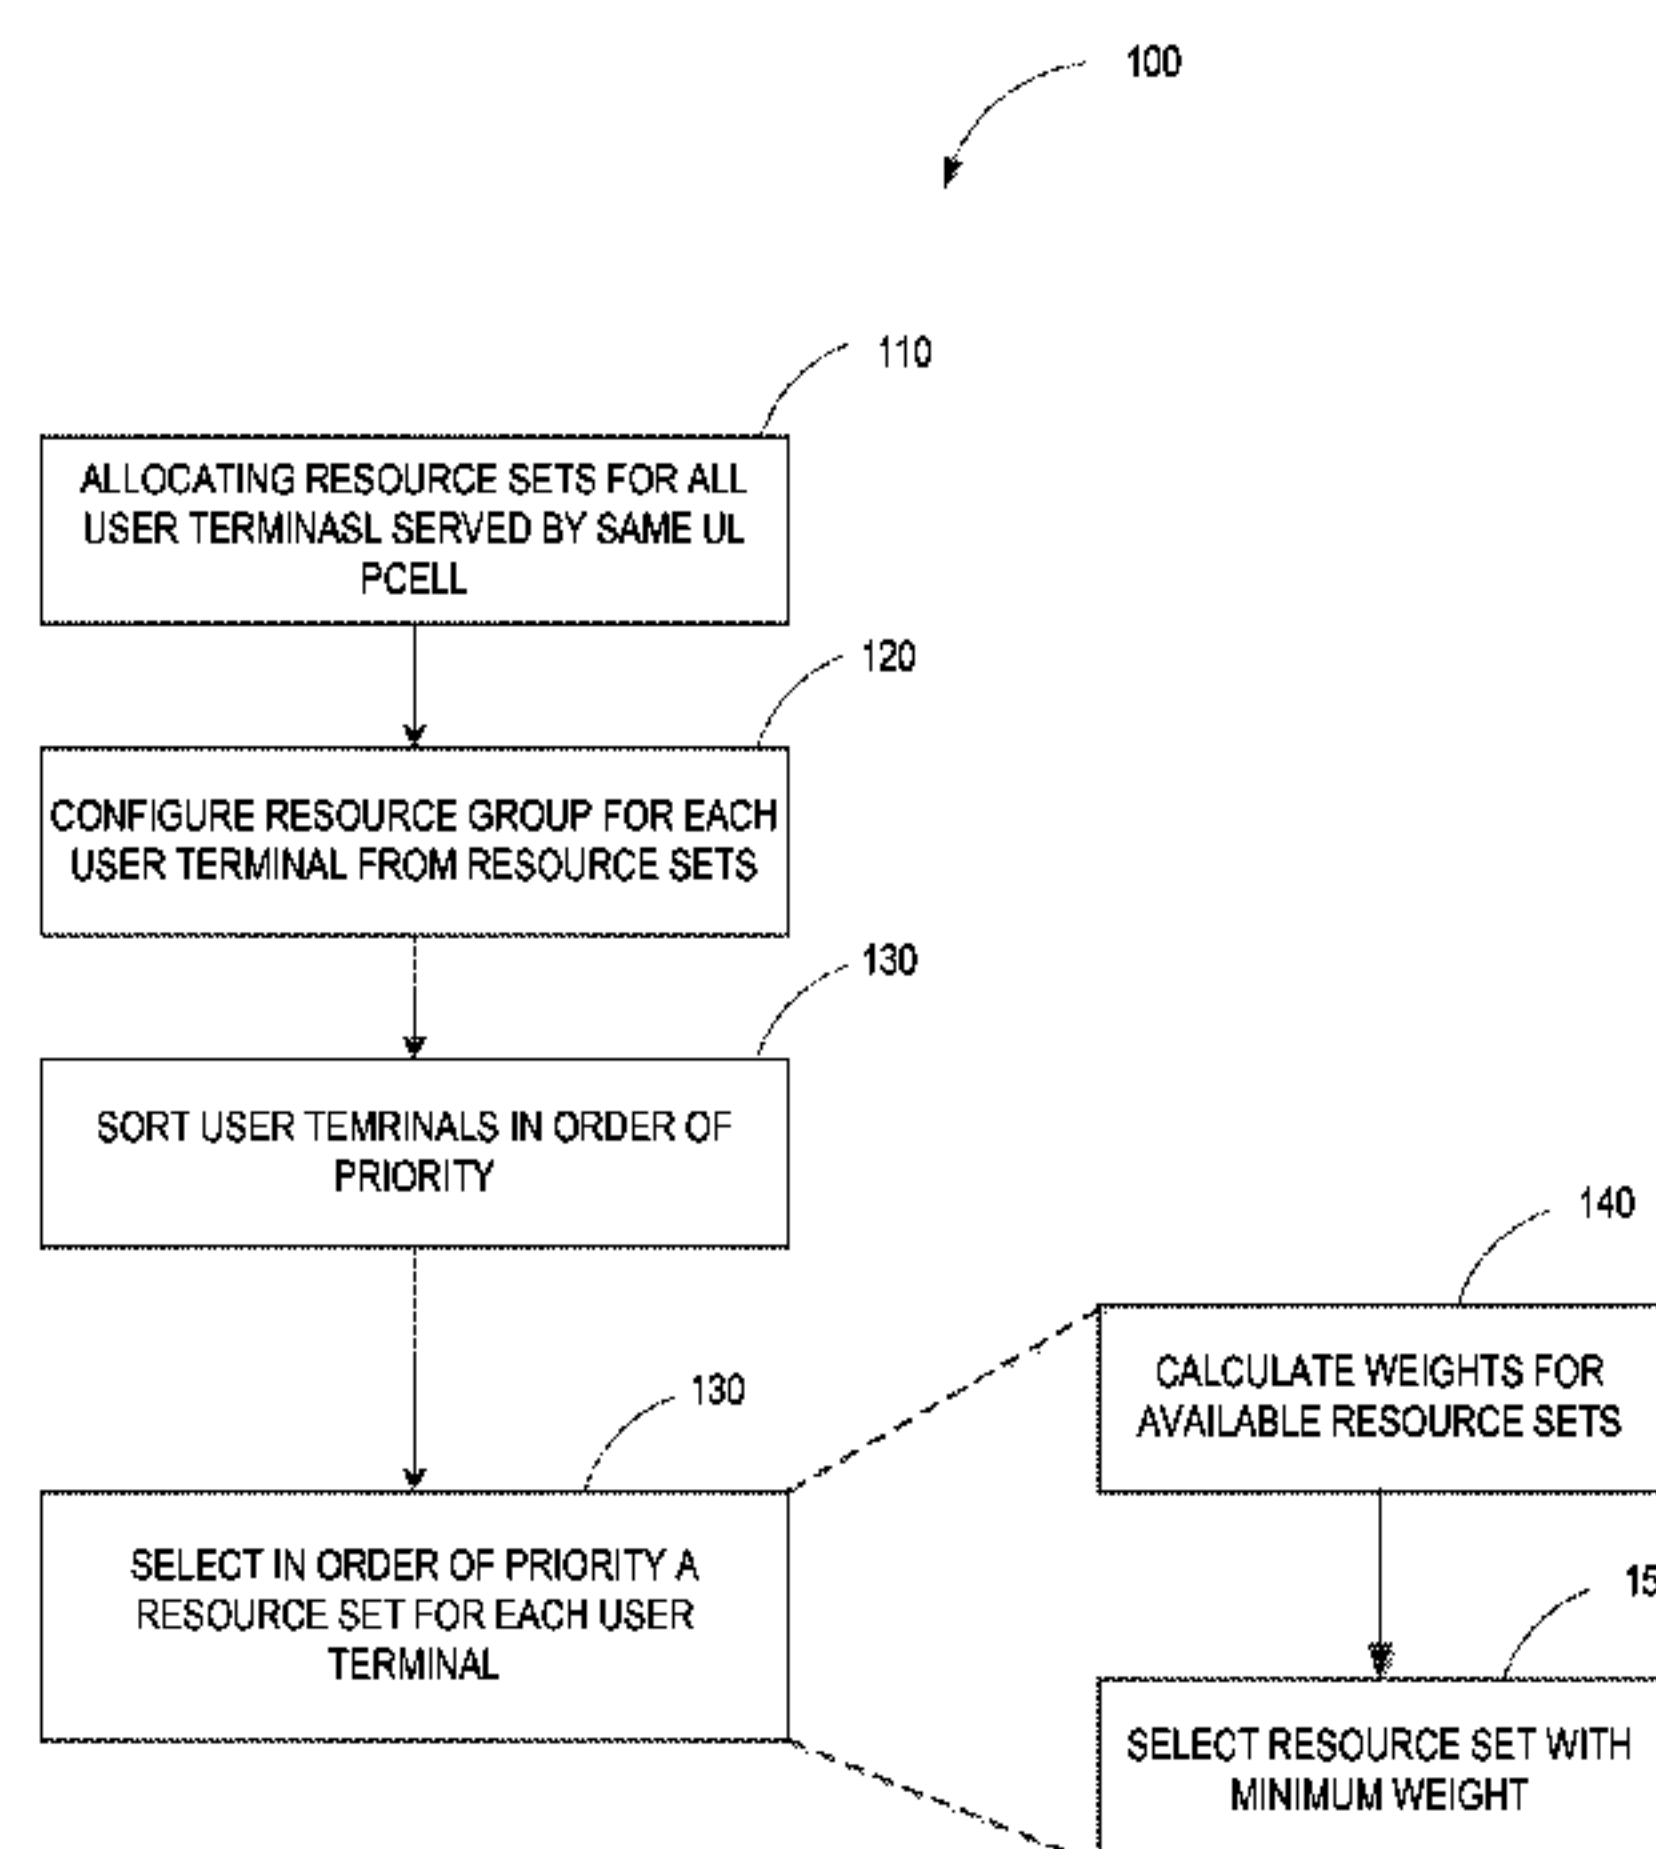 100
110
ALLOCATING RESOURCE SETS FOR ALL
USER TERMINASL SERVED BY SAME UL
PCELL
120
CONFIGURE RESOURCE GROUP FOR EACH
USER TERMINAL FROM RESOURCE SETS
130
SORT USER TEMRINALS IN ORDER OF
PRIORITY
130
SELECT IN ORDER OF PRIORITY A
RESOURCE SET FOR EACH USER
TERMINAL
140
CALCULATE WEIGHTS FOR
AVAILABLE RESOURCE SETS
SELECT RESOURCE SET WITH
MINIMUM WEIGHT